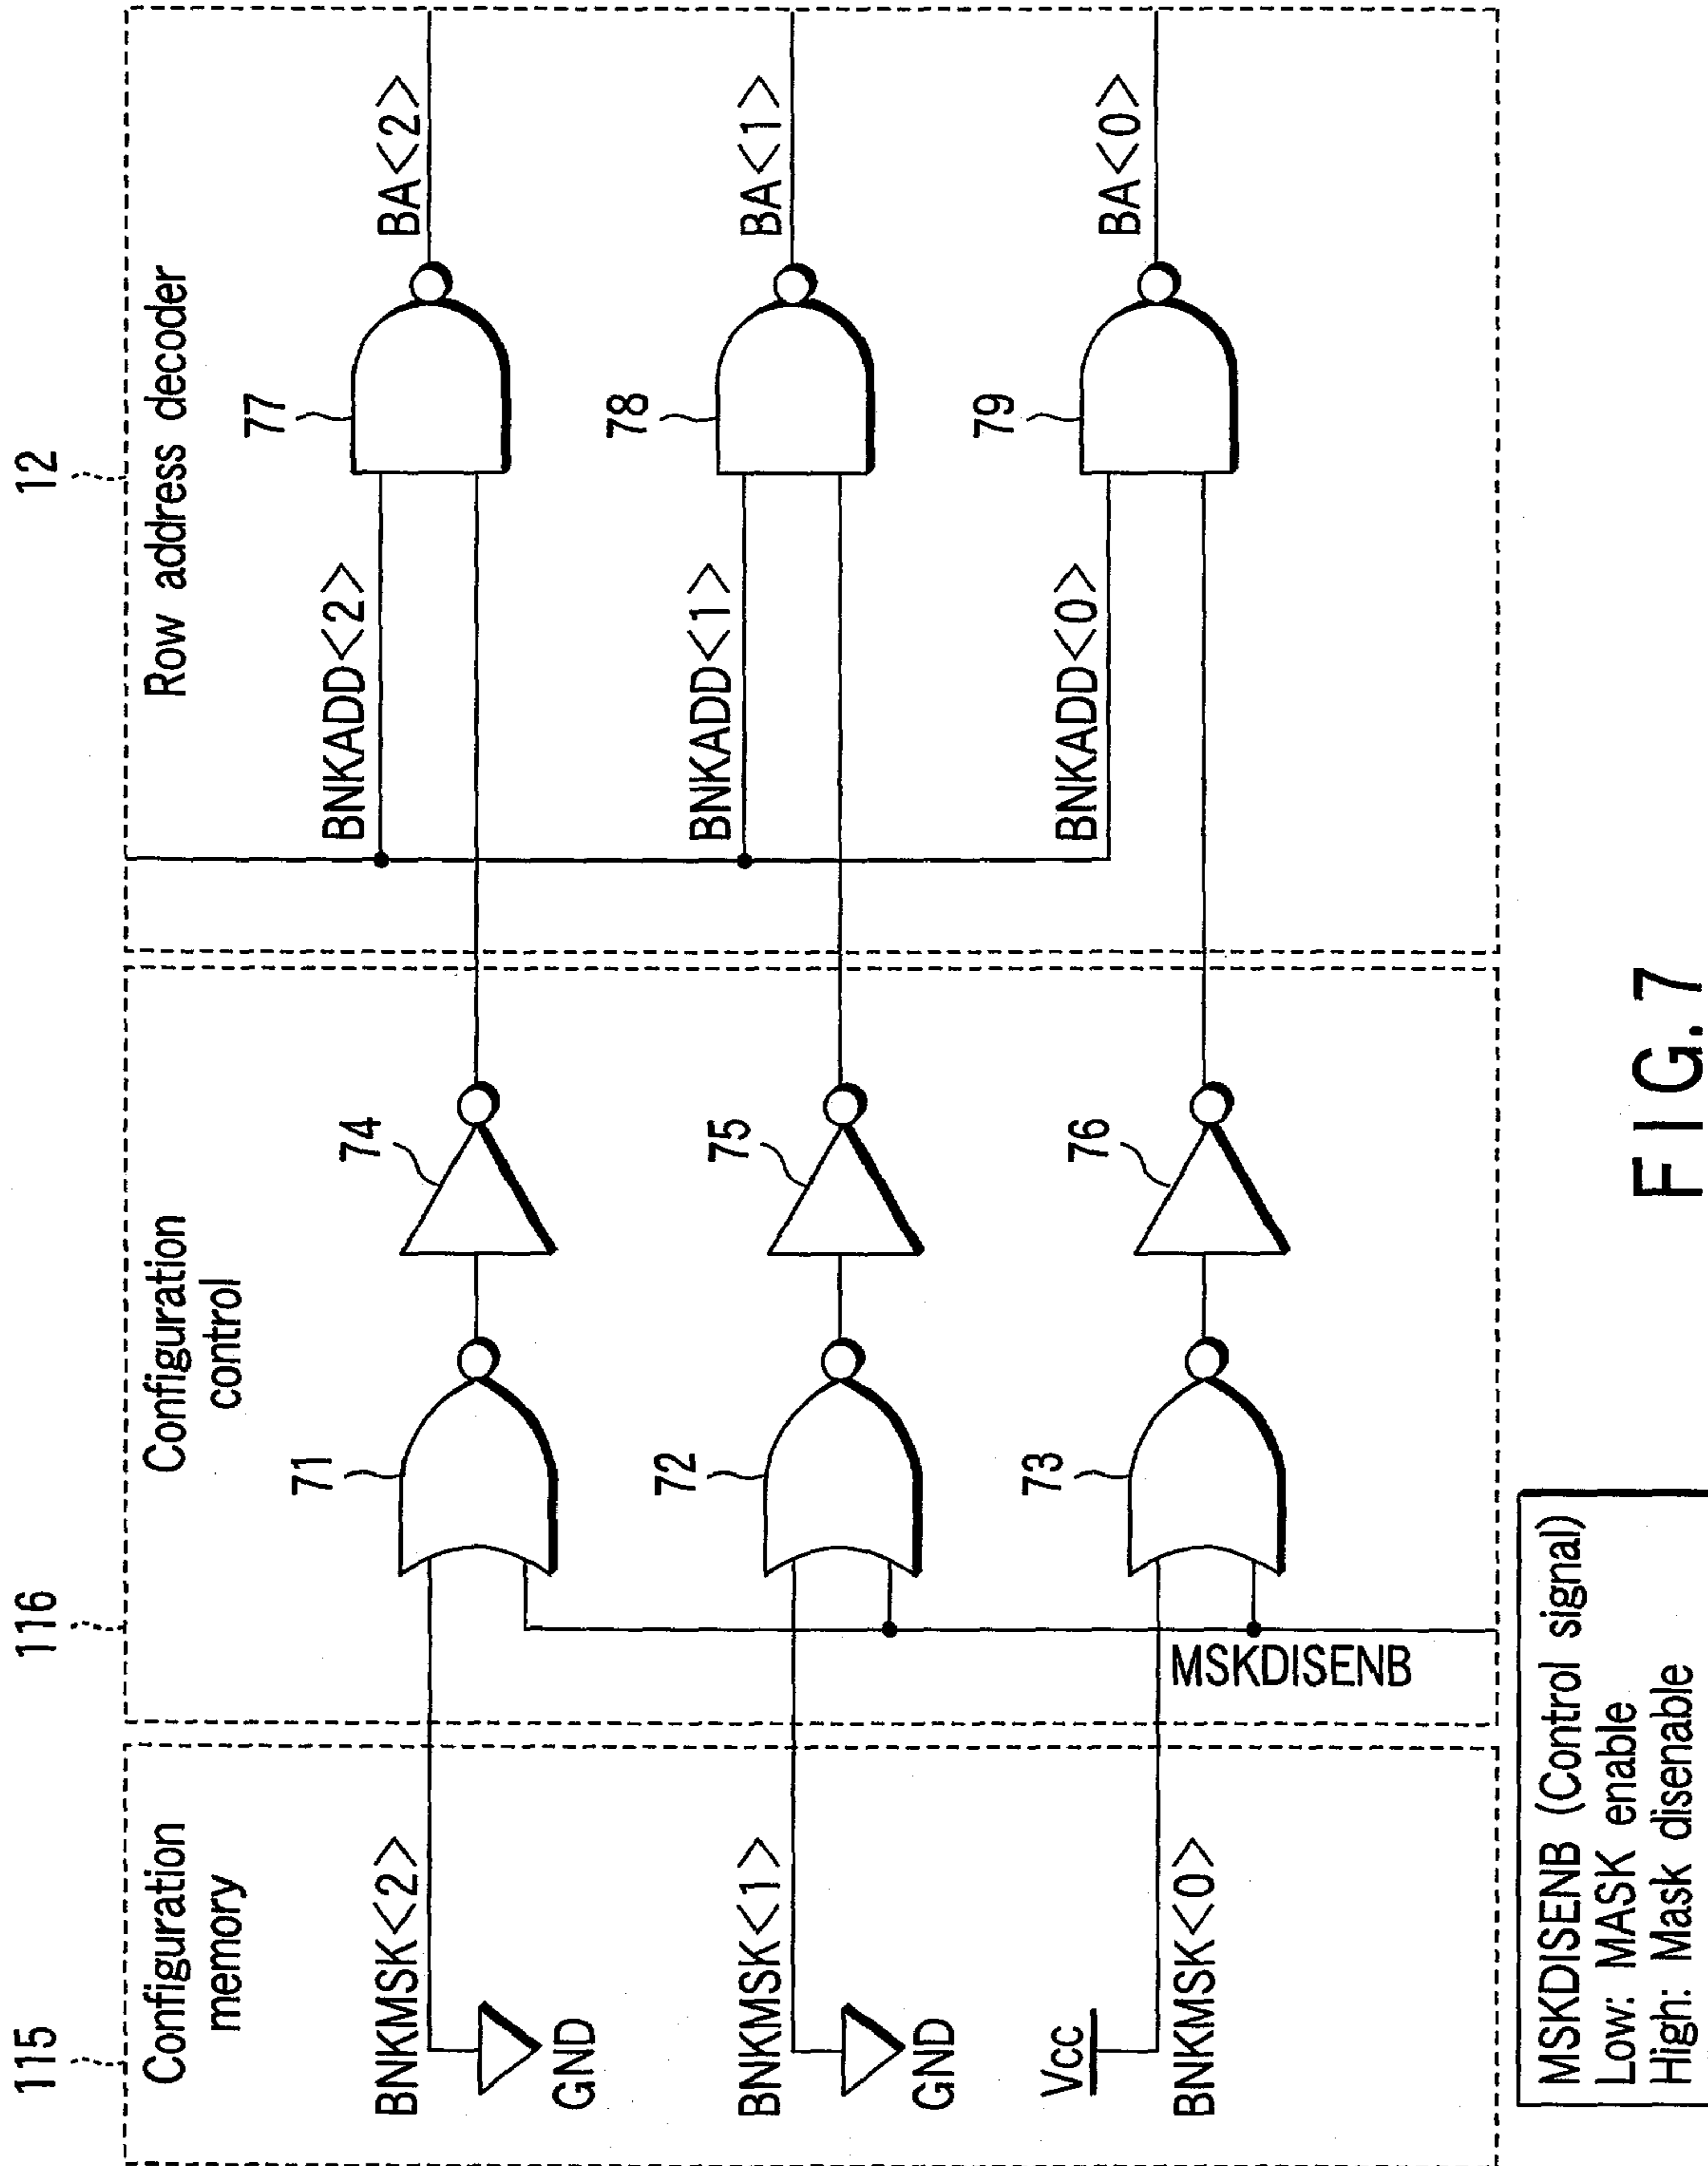 115
116
12
Configuration
memory
Configuration
control
Row address decoder
BNKMSK<2>
GND
71
74
BNKADD<2>
77
BA<2>
BNKMSK<1>
GND
72
75
BNKADD<1>
78
BA<1>
Vcc
BNKMSK<0>
MSKDISENB
73
76
BNKADD<0>
79
BA<0>
MSKDISENB (Control signal)
Low: MASK enable
High: Mask disenable
FIG. 7